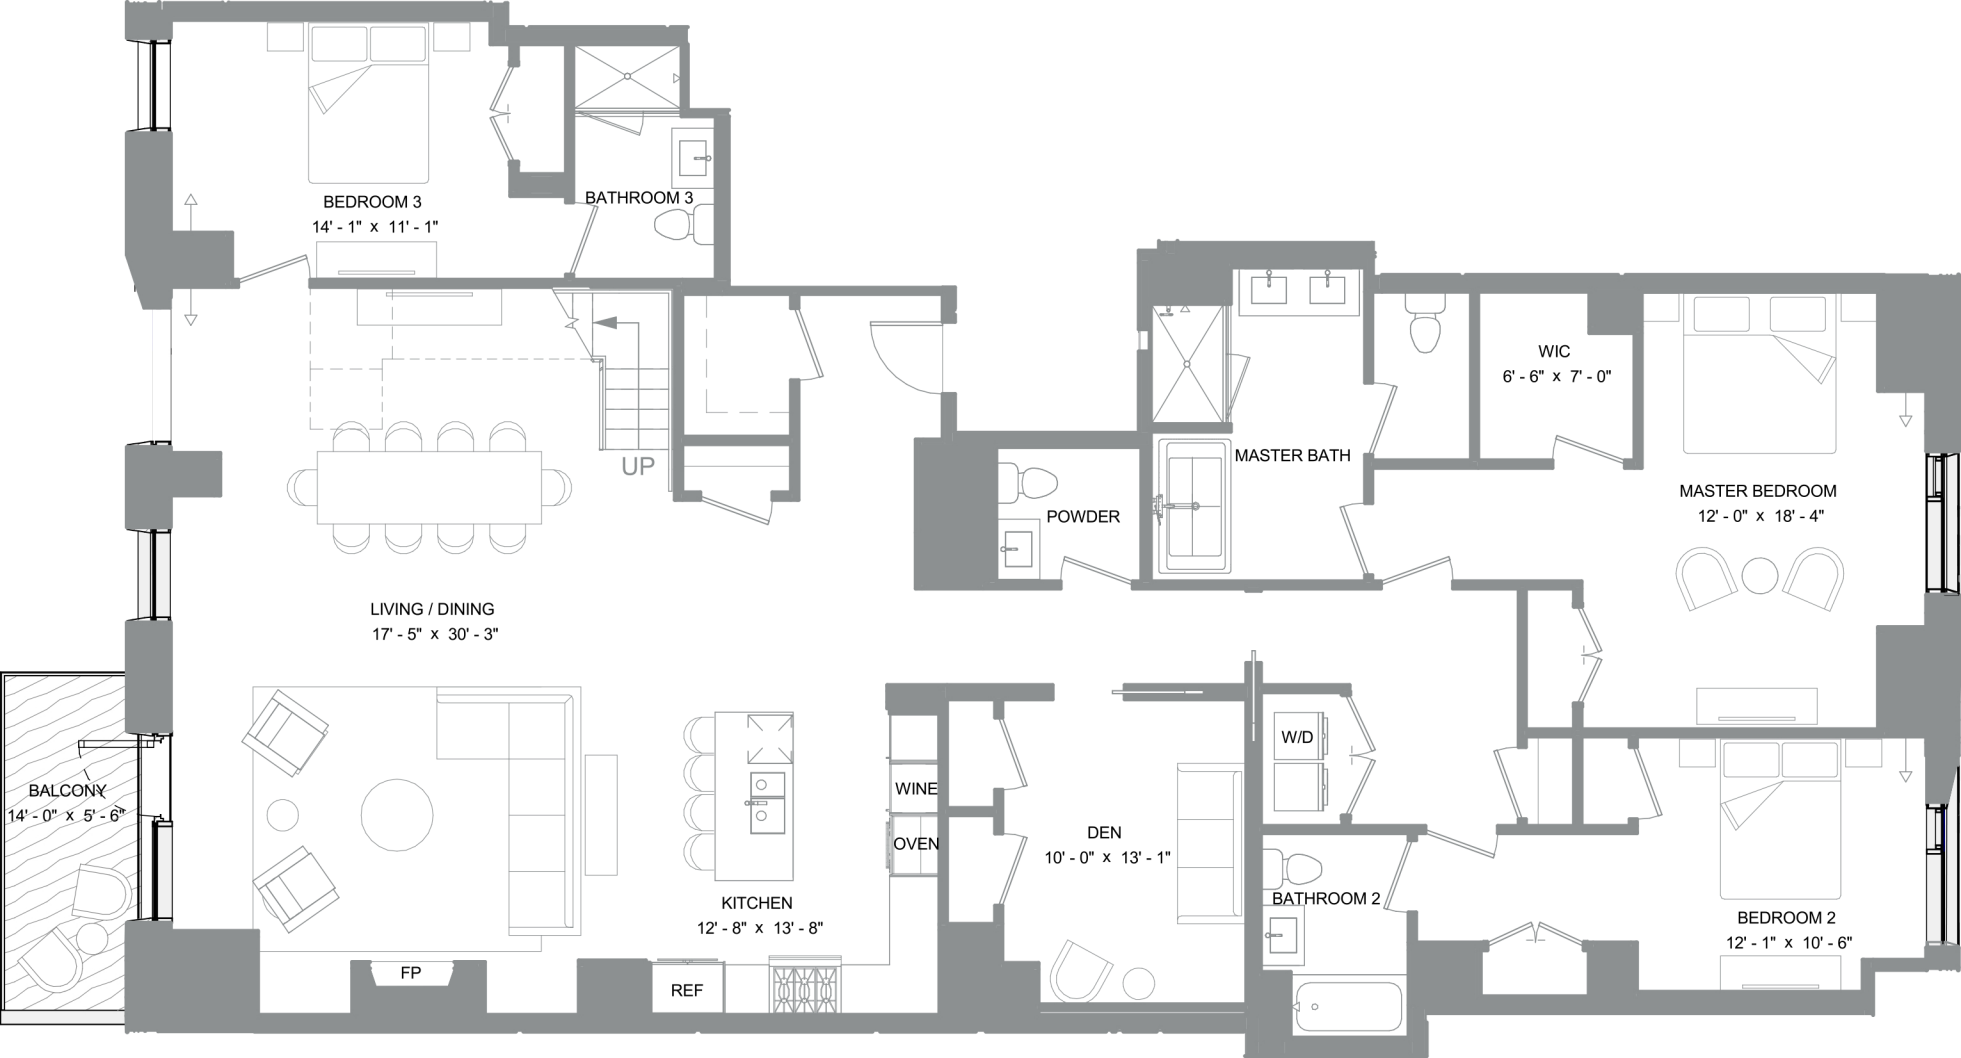 BEDROOM 3
14' - 1" x 11' - 1"
BATHROOM 3
UP
WIC
6' - 6" x 7' - 0"
MASTER BATH
MASTER BEDROOM
12' - 0" x 18' - 4"
POWDER
LIVING / DINING
17' - 5" x 30' - 3"
W/D
BALCONY
14' - 0" x 5' - 6"
WINE
OVEN
DEN
10' - 0" x 13' - 1"
KITCHEN
12' - 8" x 13' - 8"
BATHROOM 2
BEDROOM 2
12' - 1" x 10' - 6"
FP
REF